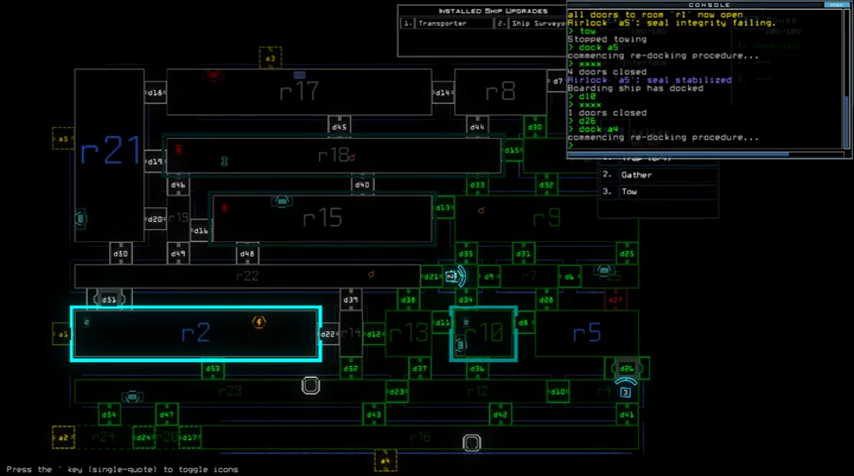 INSTALLED SHIP UPGRADES
1. Transporter 2. Ship Surveyo
CONSOLE
all doors to room 'r1' now open
Airlock 'a5': seal integrity failing.
> tow
Stopped towing
> dock a5
commencing re-docking procedure...
> xxxx
4 doors closed
Airlock 'a5': seal stabilized
Boarding ship has docked
> d10
> xxxx
1 doors closed
> d26
> dock a4
commencing re-docking procedure...
>
2. Gather
3. Tow
a3
d18 r17 d14 r8 d7
d45 d44 d30
a5 r21 d19 r18 d15
d46 d40 d33 d32
d20 r19 d16 r15 d13 r9
d50 d49 d48 d35 d31 d25
r22 d21 d9 r7 d6
d51 d39 d38 d34 d28 d27
a1 r2 d22 r14 d12 r13 d11 r10 d8 r5
d53 d52 d37 d36 d26
r23 d23 r12 d10 r4 3
d54 d47 d43 d42 d41
a2 r24 d24 d17 r16
a4
Press the ` key [single-quote] to toggle icons